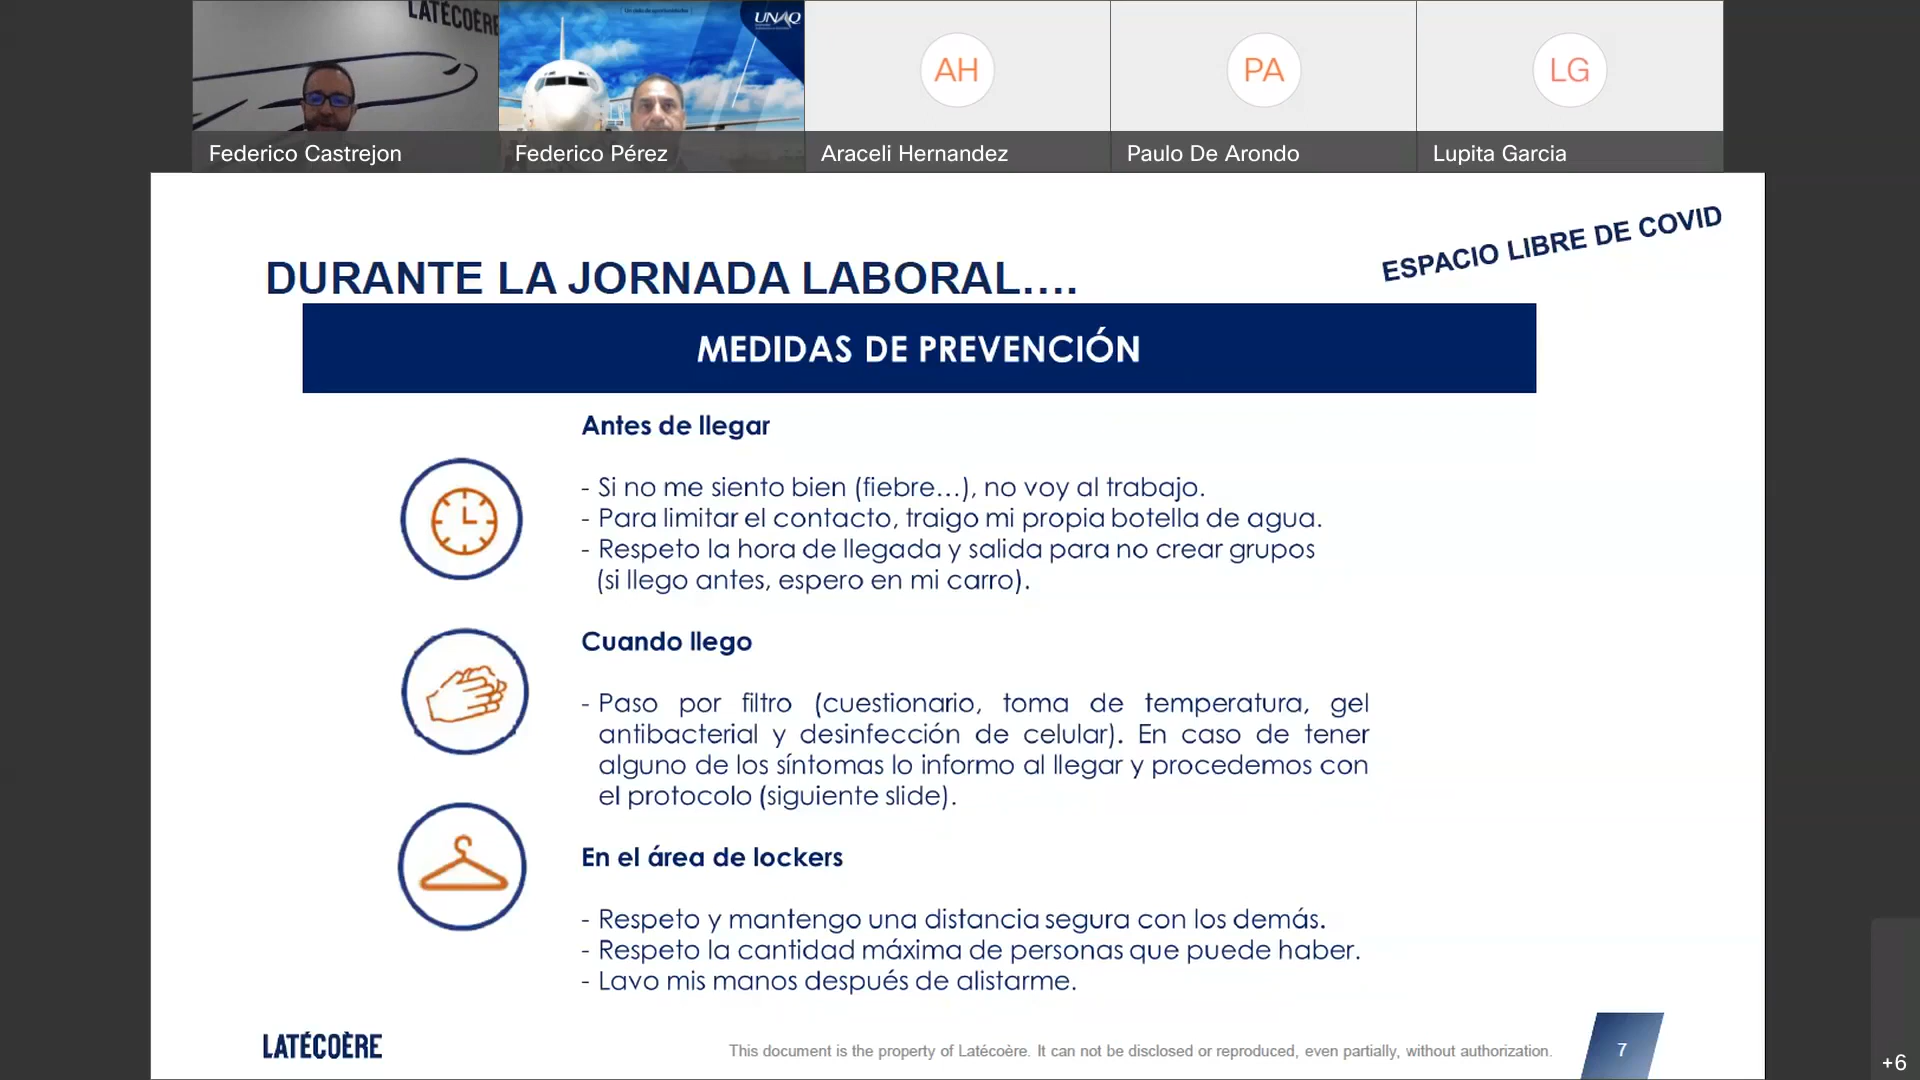 LATÉCOÈRE
UNAQ
AH
PA
LG
Federico Castrejon
Federico Pérez
Araceli Hernandez
Paulo De Arondo
Lupita Garcia
ESPACIO LIBRE DE COVID
DURANTE LA JORNADA LABORAL....
MEDIDAS DE PREVENCIÓN
Antes de llegar
- Si no me siento bien (fiebre...), no voy al trabajo.
- Para limitar el contacto, traigo mi propia botella de agua.
- Respeto la hora de llegada y salida para no crear grupos
(si llego antes, espero en mi carro).
Cuando llego
- Paso por filtro (cuestionario, toma de temperatura, gel
antibacterial y desinfección de celular). En caso de tener
alguno de los síntomas lo informo al llegar y procedemos con
el protocolo (siguiente slide).
En el área de lockers
- Respeto y mantengo una distancia segura con los demás.
- Respeto la cantidad máxima de personas que puede haber.
- Lavo mis manos después de alistarme.
LATÉCOÈRE
This document is the property of Latécoère. It can not be disclosed or reproduced, even partially, without authorization.
7
+6